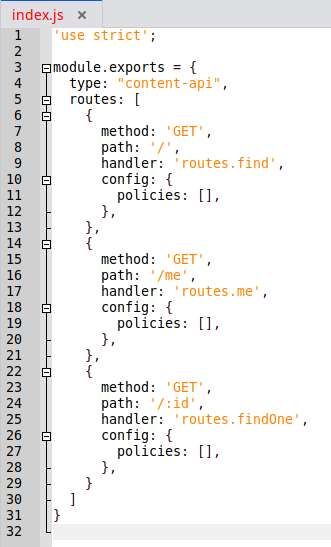 index.js ×
1 'use strict';
2
3 module.exports = {
4   type: "content-api",
5   routes: [
6     {
7       method: 'GET',
8       path: '/',
9       handler: 'routes.find',
10       config: {
11         policies: [],
12       },
13     },
14     {
15       method: 'GET',
16       path: '/me',
17       handler: 'routes.me',
18       config: {
19         policies: [],
20       },
21     },
22     {
23       method: 'GET',
24       path: '/:id',
25       handler: 'routes.findOne',
26       config: {
27         policies: [],
28       },
29     }
30   ]
31 }
32